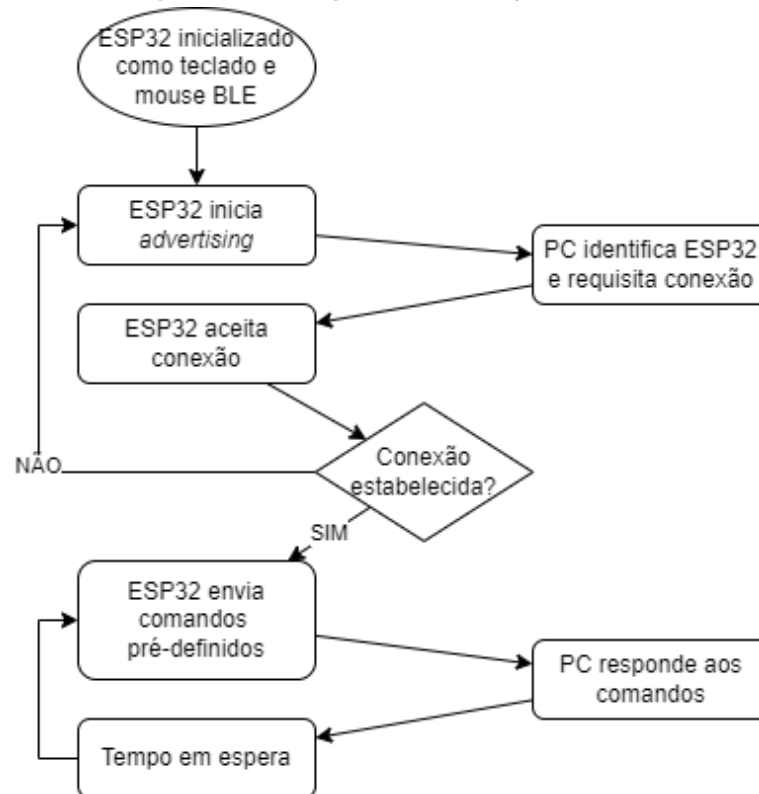 ESP32 inicializado
como teclado e
mouse BLE
ESP32 inicia
advertising
PC identifica ESP32
e requisita conexão
ESP32 aceita
conexão
Conexão
estabelecida?
NÃO
SIM
ESP32 envia
comandos
pré-definidos
PC responde aos
comandos
Tempo em espera